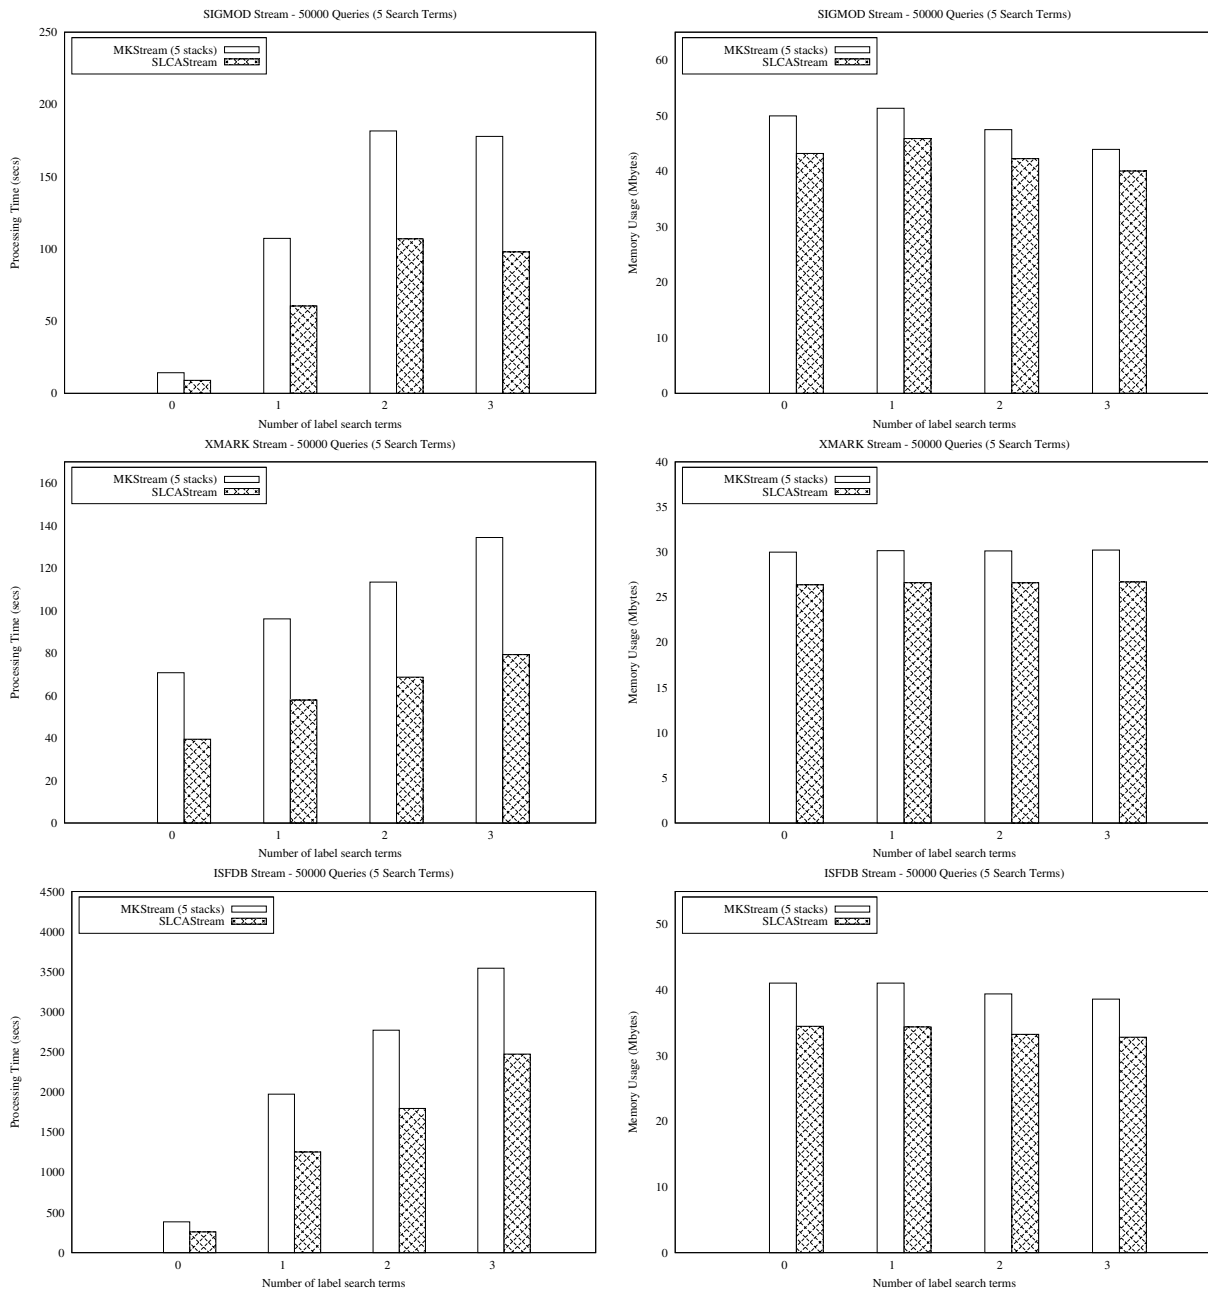 SIGMOD Stream - 50000 Queries (5 Search Terms)
250
200
150
100
50
0
Processing Time (secs)
MKStream (5 stacks)
SLCAStream
0 1 2 3
Number of label search terms
SIGMOD Stream - 50000 Queries (5 Search Terms)
60
50
40
30
20
10
0
Memory Usage (Mbytes)
MKStream (5 stacks)
SLCAStream
0 1 2 3
Number of label search terms
XMARK Stream - 50000 Queries (5 Search Terms)
160
140
120
100
80
60
40
20
0
Processing Time (secs)
MKStream (5 stacks)
SLCAStream
0 1 2 3
Number of label search terms
XMARK Stream - 50000 Queries (5 Search Terms)
40
35
30
25
20
15
10
5
0
Memory Usage (Mbytes)
MKStream (5 stacks)
SLCAStream
0 1 2 3
Number of label search terms
ISFDB Stream - 50000 Queries (5 Search Terms)
4500
4000
3500
3000
2500
2000
1500
1000
500
0
Processing Time (secs)
MKStream (5 stacks)
SLCAStream
0 1 2 3
Number of label search terms
ISFDB Stream - 50000 Queries (5 Search Terms)
50
40
30
20
10
0
Memory Usage (Mbytes)
MKStream (5 stacks)
SLCAStream
0 1 2 3
Number of label search terms